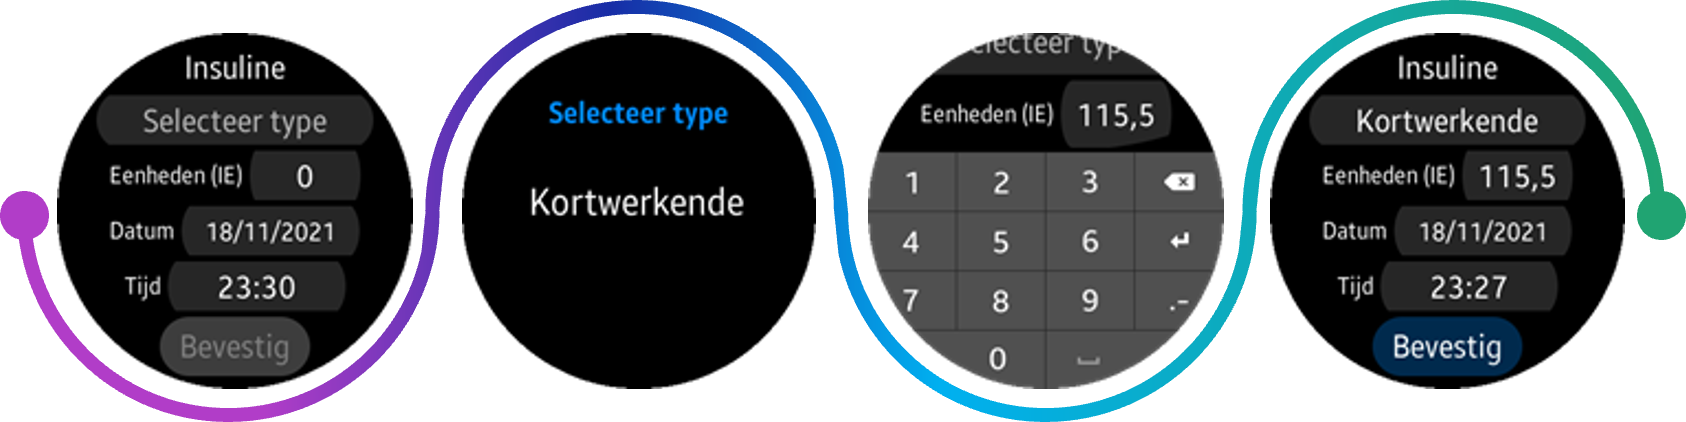 Insuline
Selecteer type
Eenheden (IE) 0
Datum 18/11/2021
Tijd 23:30
Bevestig
Selecteer type
Kortwerkende
electeer typ
Eenheden (IE) 115,5
1 2 3
4 5 6
7 8 9 .-
0
Insuline
Kortwerkende
Eenheden (IE) 115,5
Datum 18/11/2021
Tijd 23:27
Bevestig